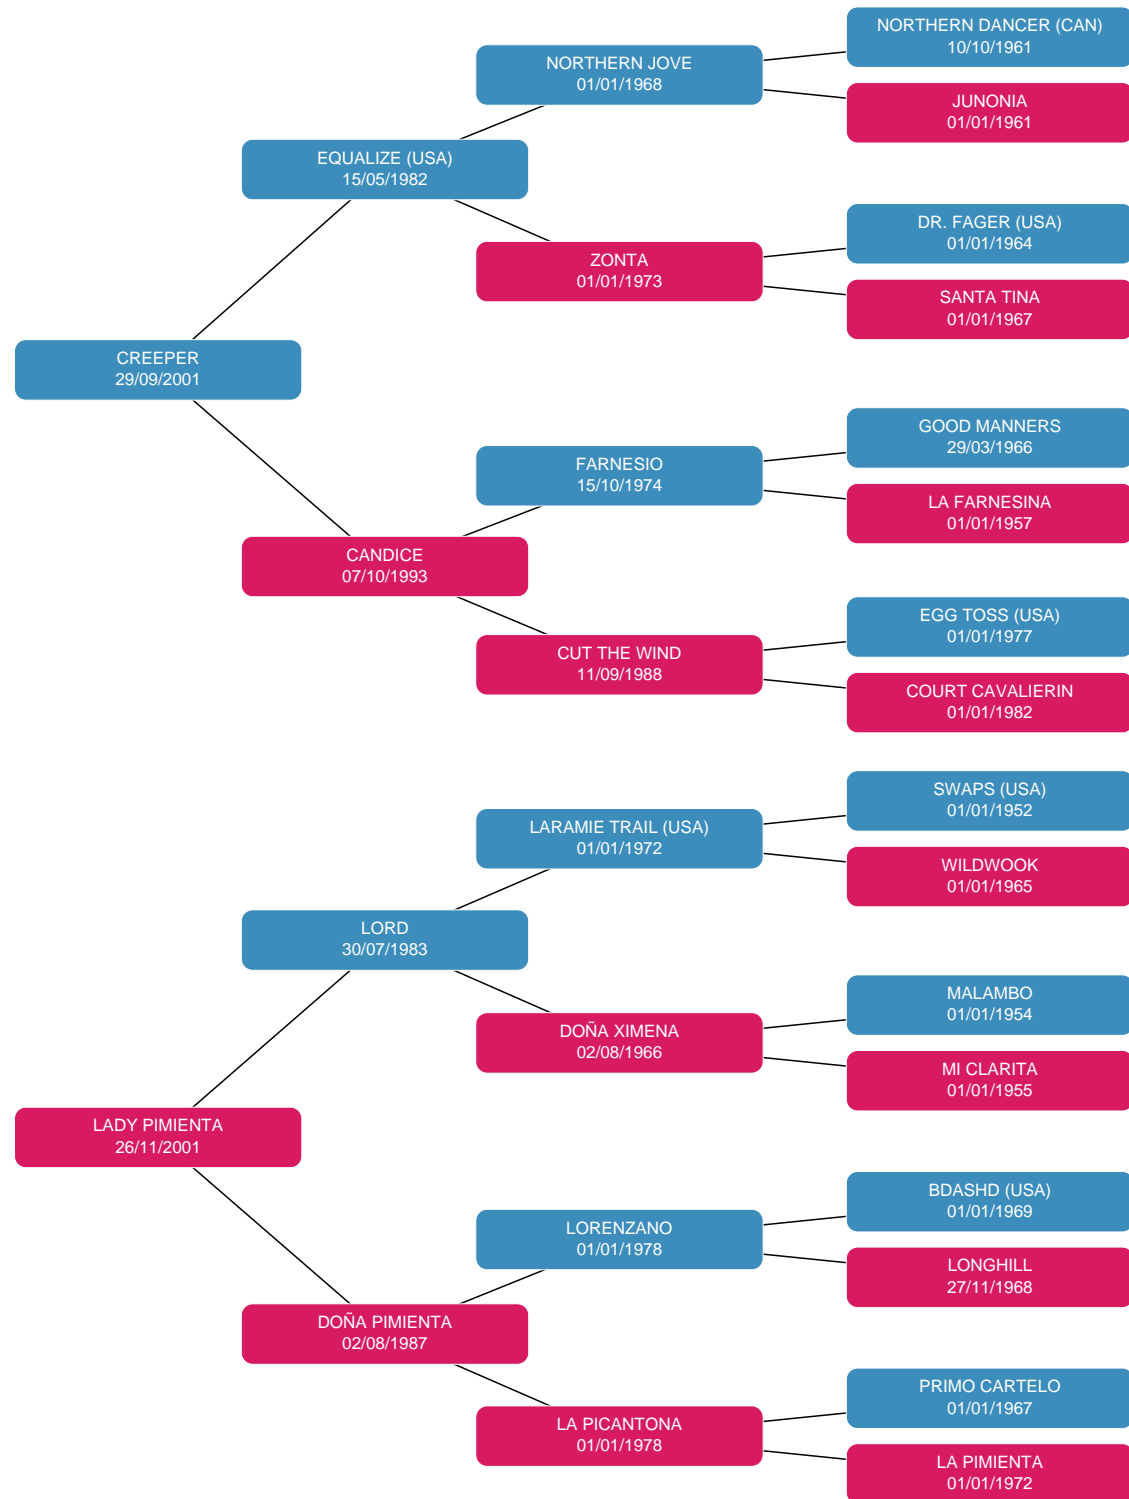 NORTHERN DANCER (CAN)
10/10/1961
NORTHERN JOVE
01/01/1968
JUNONIA
01/01/1961
EQUALIZE (USA)
15/05/1982
DR. FAGER (USA)
01/01/1964
ZONTA
01/01/1973
SANTA TINA
01/01/1967
CREEPER
29/09/2001
GOOD MANNERS
29/03/1966
FARNESIO
15/10/1974
LA FARNESINA
01/01/1957
CANDICE
07/10/1993
EGG TOSS (USA)
01/01/1977
CUT THE WIND
11/09/1988
COURT CAVALIERIN
01/01/1982
SWAPS (USA)
01/01/1952
LARAMIE TRAIL (USA)
01/01/1972
WILDWOOK
01/01/1965
LORD
30/07/1983
MALAMBO
01/01/1954
DOÑA XIMENA
02/08/1966
MI CLARITA
01/01/1955
LADY PIMIENTA
26/11/2001
BDASHD (USA)
01/01/1969
LORENZANO
01/01/1978
LONGHILL
27/11/1968
DOÑA PIMIENTA
02/08/1987
PRIMO CARTELO
01/01/1967
LA PICANTONA
01/01/1978
LA PIMIENTA
01/01/1972